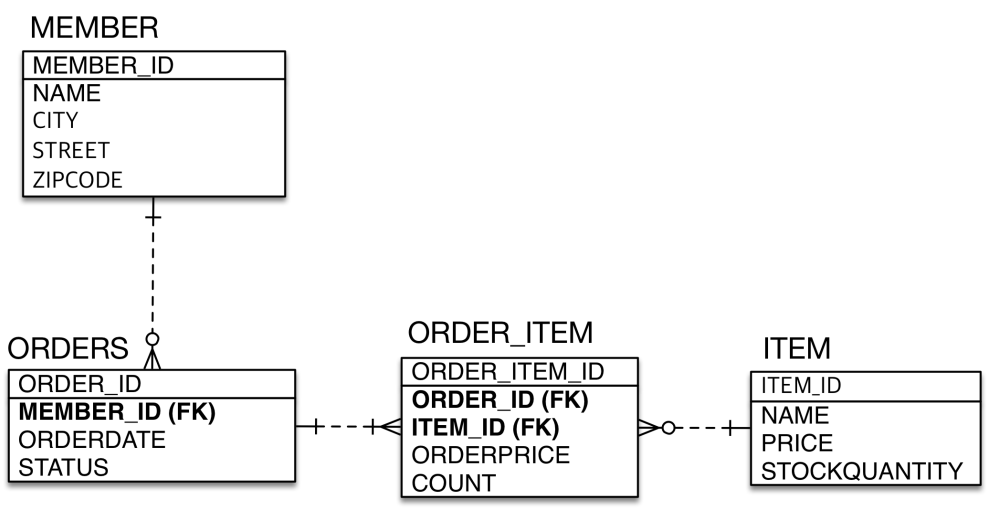 MEMBER
MEMBER_ID
NAME
CITY
STREET
ZIPCODE
ORDERS
ORDER_ID
MEMBER_ID (FK)
ORDERDATE
STATUS
ORDER_ITEM
ORDER_ITEM_ID
ORDER_ID (FK)
ITEM_ID (FK)
ORDERPRICE
COUNT
ITEM
ITEM_ID
NAME
PRICE
STOCKQUANTITY